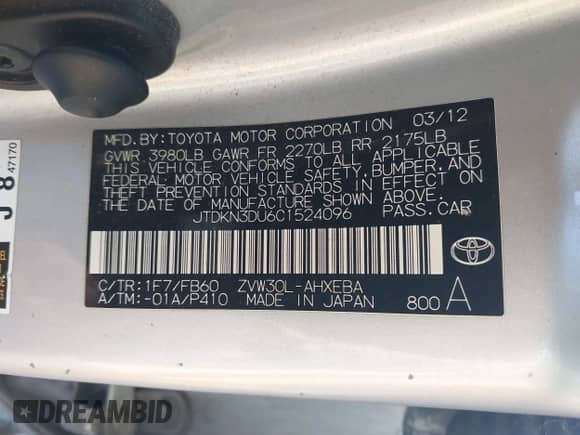 MFD.BY:TOYOTA MOTOR CORPORATION 03/12
GVWR 3980LB GAWR FR 2270LB RR 2175LB
THIS VEHICLE CONFORMS TO ALL APPLICABLE
FEDERAL MOTOR VEHICLE SAFETY, BUMPER, AND
THEFT PREVENTION STANDARDS IN EFFECT ON
THE DATE OF MANUFACTURE SHOWN ABOVE.
JTDKN3DU6C1524096 PASS.CAR
C/TR:1F7/FB60 ZVW30L-AHXEBA
A/TM:-01A/P410 MADE IN JAPAN 800 A
J 8
47170
DREAMBID